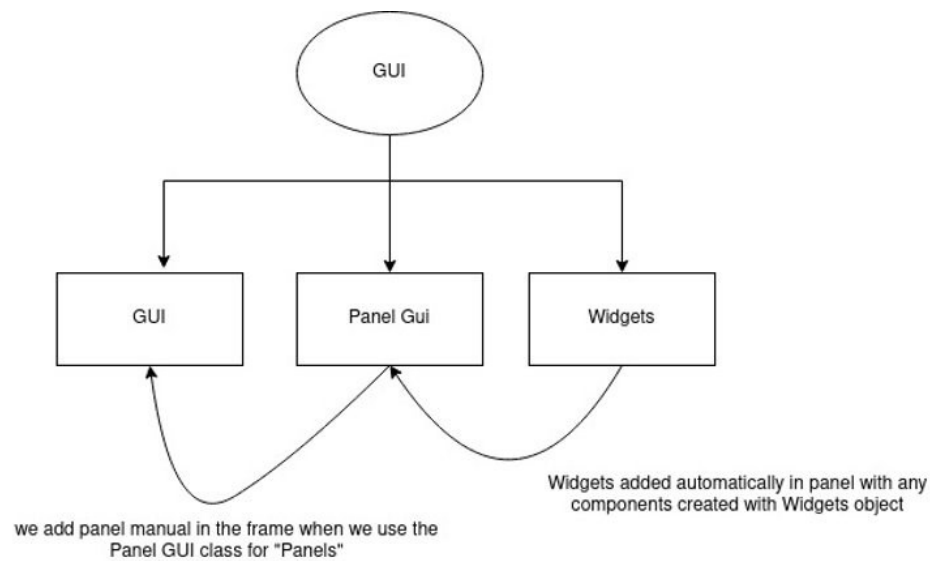 GUI
GUI
Panel Gui
Widgets
Widgets added automatically in panel with any
components created with Widgets object
we add panel manual in the frame when we use the
Panel GUI class for "Panels"